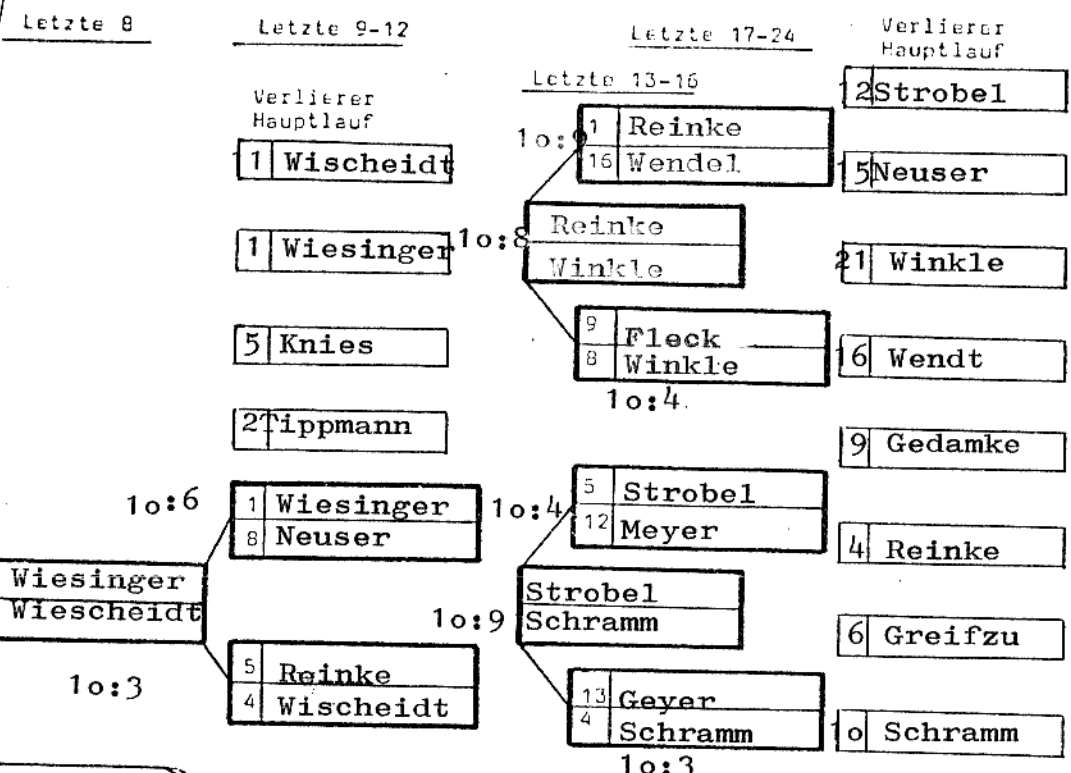 Letzte 8
Letzte 9-12
Verlierer
Hauptlauf
1 Wischeidt
1 Wiesinger
5 Knies
2 Tippmann
1o:6
1 Wiesinger
8 Neuser
Wiesinger
Wiescheidt
5 Reinke
4 Wischeidt
1o:3
Letzte 17-24
Letzte 13-16
1o:9
1 Reinke
16 Wendel
1o:8
Reinke
Winkle
9 Fleck
8 Winkle
1o:4
1o:4
5 Strobel
12 Meyer
1o:9
Strobel
Schramm
13 Geyer
4 Schramm
1o:3
Verlierer
Hauptlauf
12 Strobel
15 Neuser
21 Winkle
16 Wendt
9 Gedamke
4 Reinke
6 Greifzu
1o Schramm